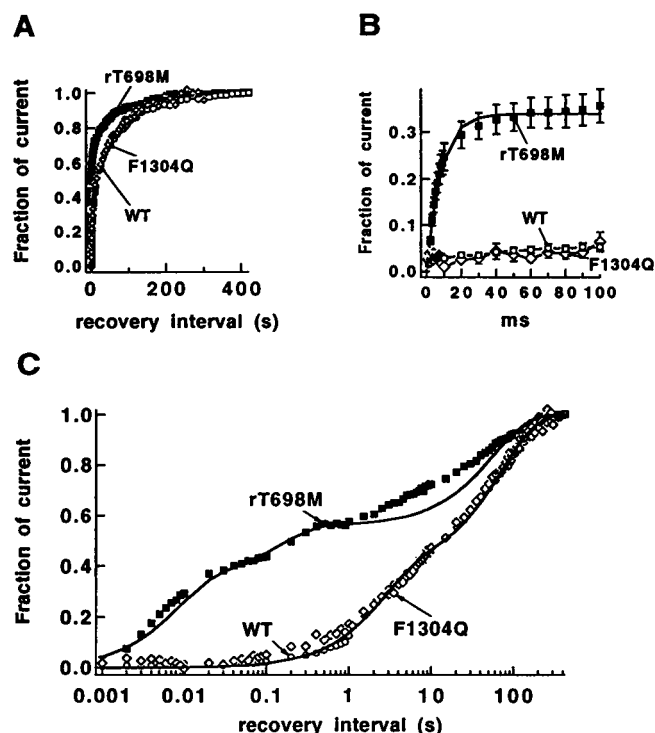 A
rT698M
Fraction of current
1.0
0.8
0.6
0.4
0.2
0.0
F1304Q
WT
0
200
400
recovery interval (s)
B
Fraction of current
0.3
0.2
0.1
0.0
rT698M
WT
F1304Q
0
20
40
60
80
100
ms
C
Fraction of current
1.0
0.8
0.6
0.4
0.2
0.0
rT698M
WT
F1304Q
0.001
0.01
0.1
1
10
100
recovery interval (s)